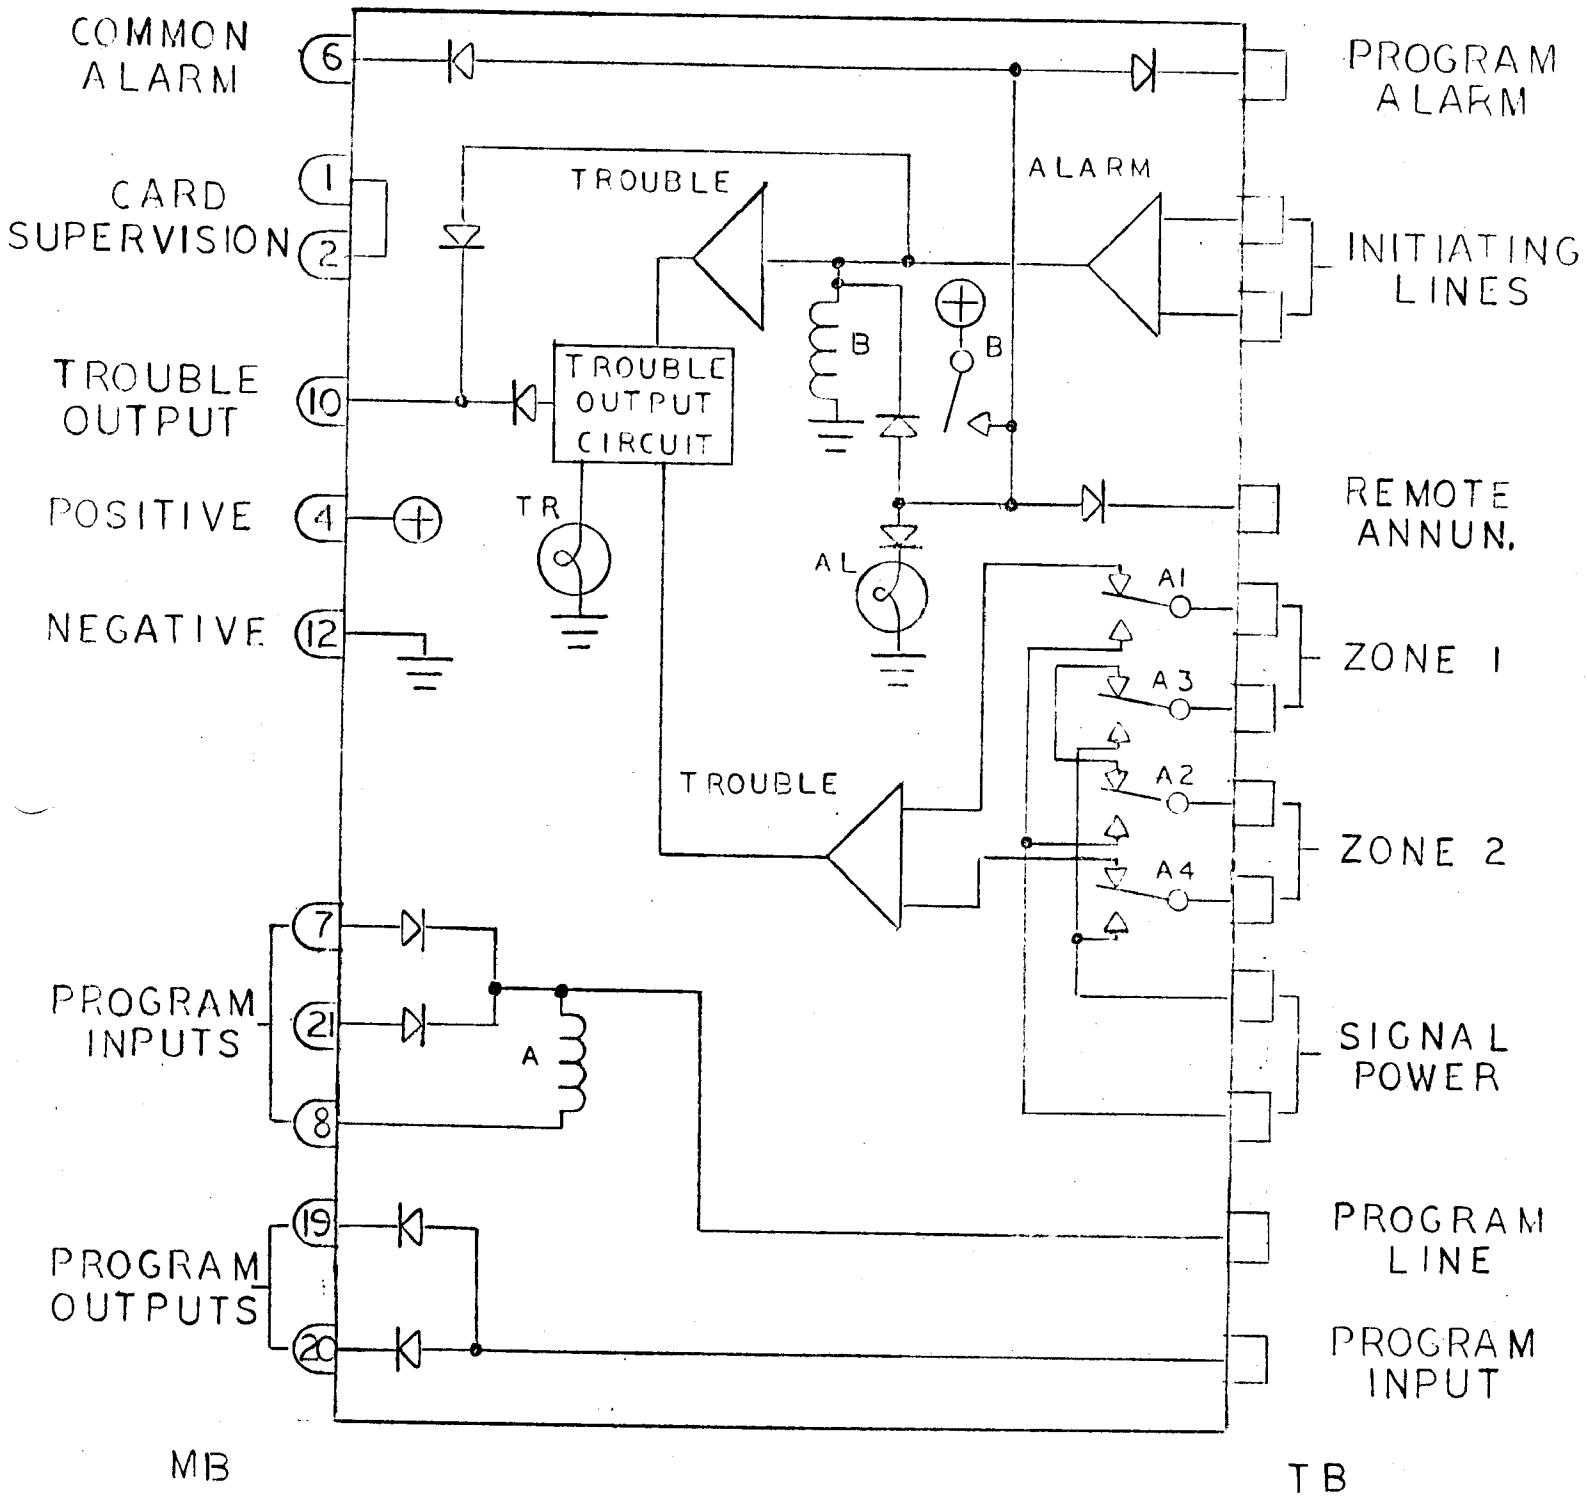 COMMON
ALARM
6
PROGRAM
ALARM
1
CARD
SUPERVISION
2
TROUBLE
ALARM
INITIATING
LINES
B
B
TROUBLE
OUTPUT
10
TROUBLE
OUTPUT
CIRCUIT
POSITIVE
4
TR
REMOTE
ANNUN.
AL
NEGATIVE
12
A1
ZONE 1
A3
TROUBLE
A2
ZONE 2
A4
7
PROGRAM
INPUTS
21
A
8
SIGNAL
POWER
19
PROGRAM
OUTPUTS
20
PROGRAM
LINE
PROGRAM
INPUT
MB
TB